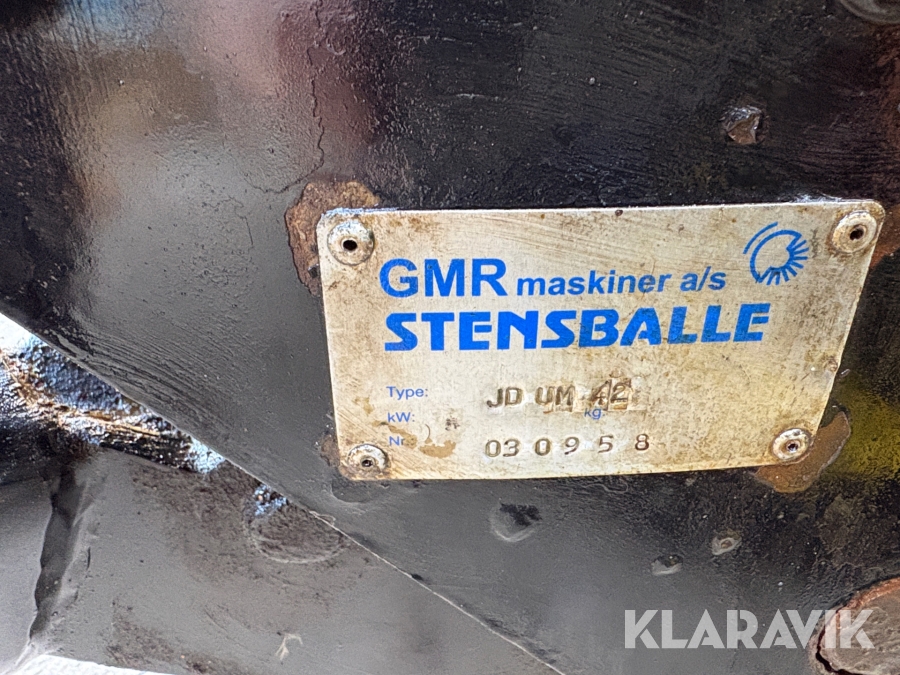 GMR maskiner a/s
STENSBALLE
Type: JD UM 42
kW: kg
Nr 030958
KLARAVIK